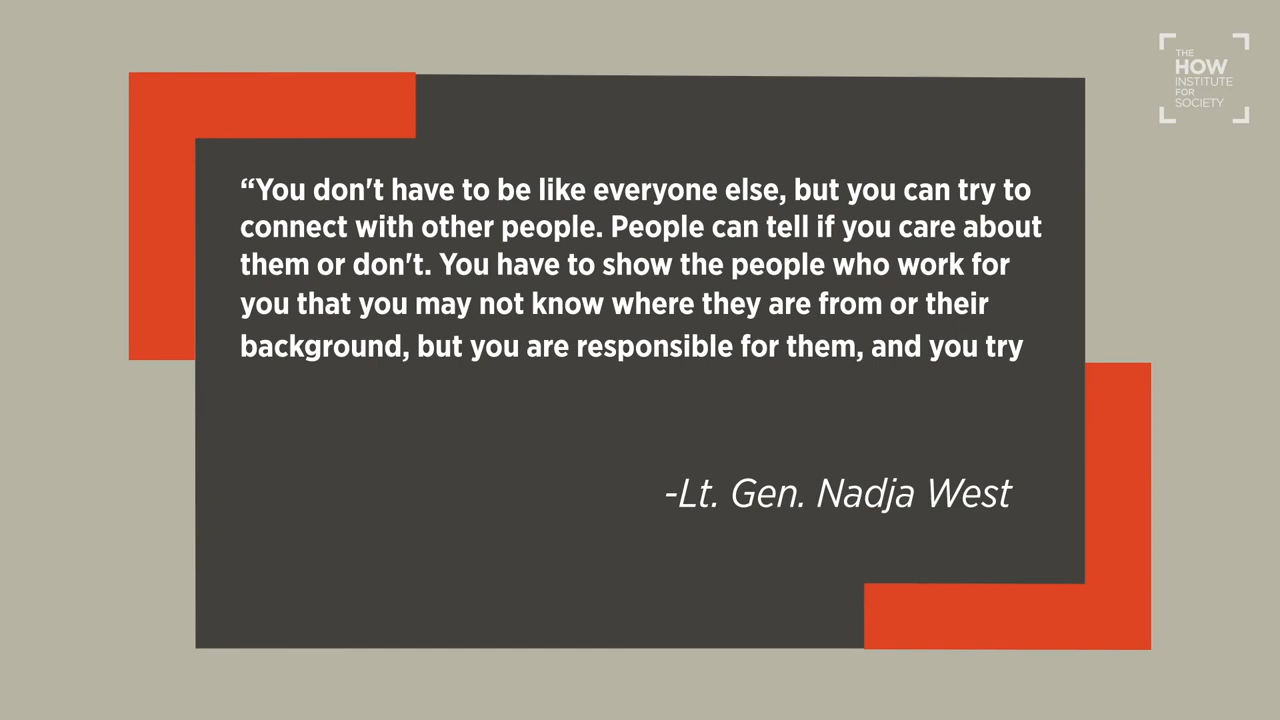 THE
HOW
INSTITUTE
FOR
SOCIETY
“You don't have to be like everyone else, but you can try to
connect with other people. People can tell if you care about
them or don't. You have to show the people who work for
you that you may not know where they are from or their
background, but you are responsible for them, and you try
-Lt. Gen. Nadja West